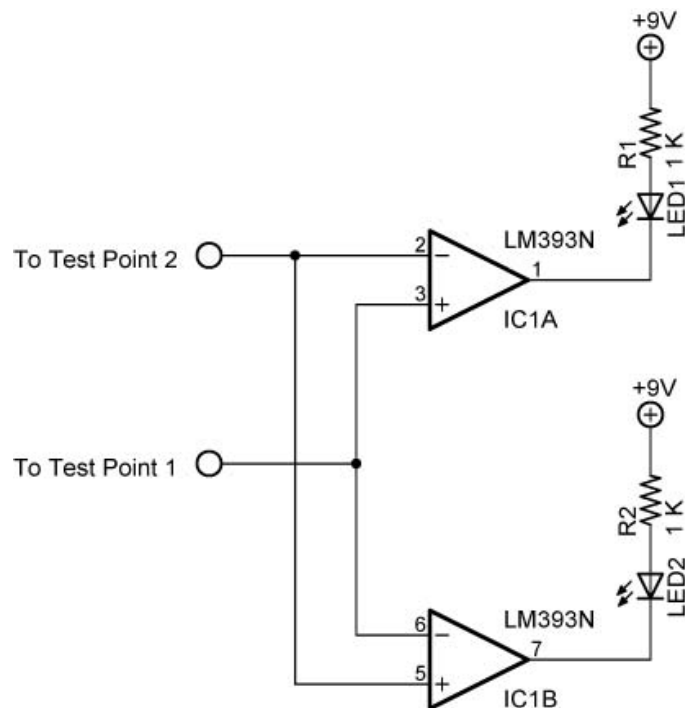 +9V
R1
1 K
LED1
LM393N
To Test Point 2
2
−
1
3
+
IC1A
+9V
To Test Point 1
R2
1 K
LED2
LM393N
6
−
7
5
+
IC1B